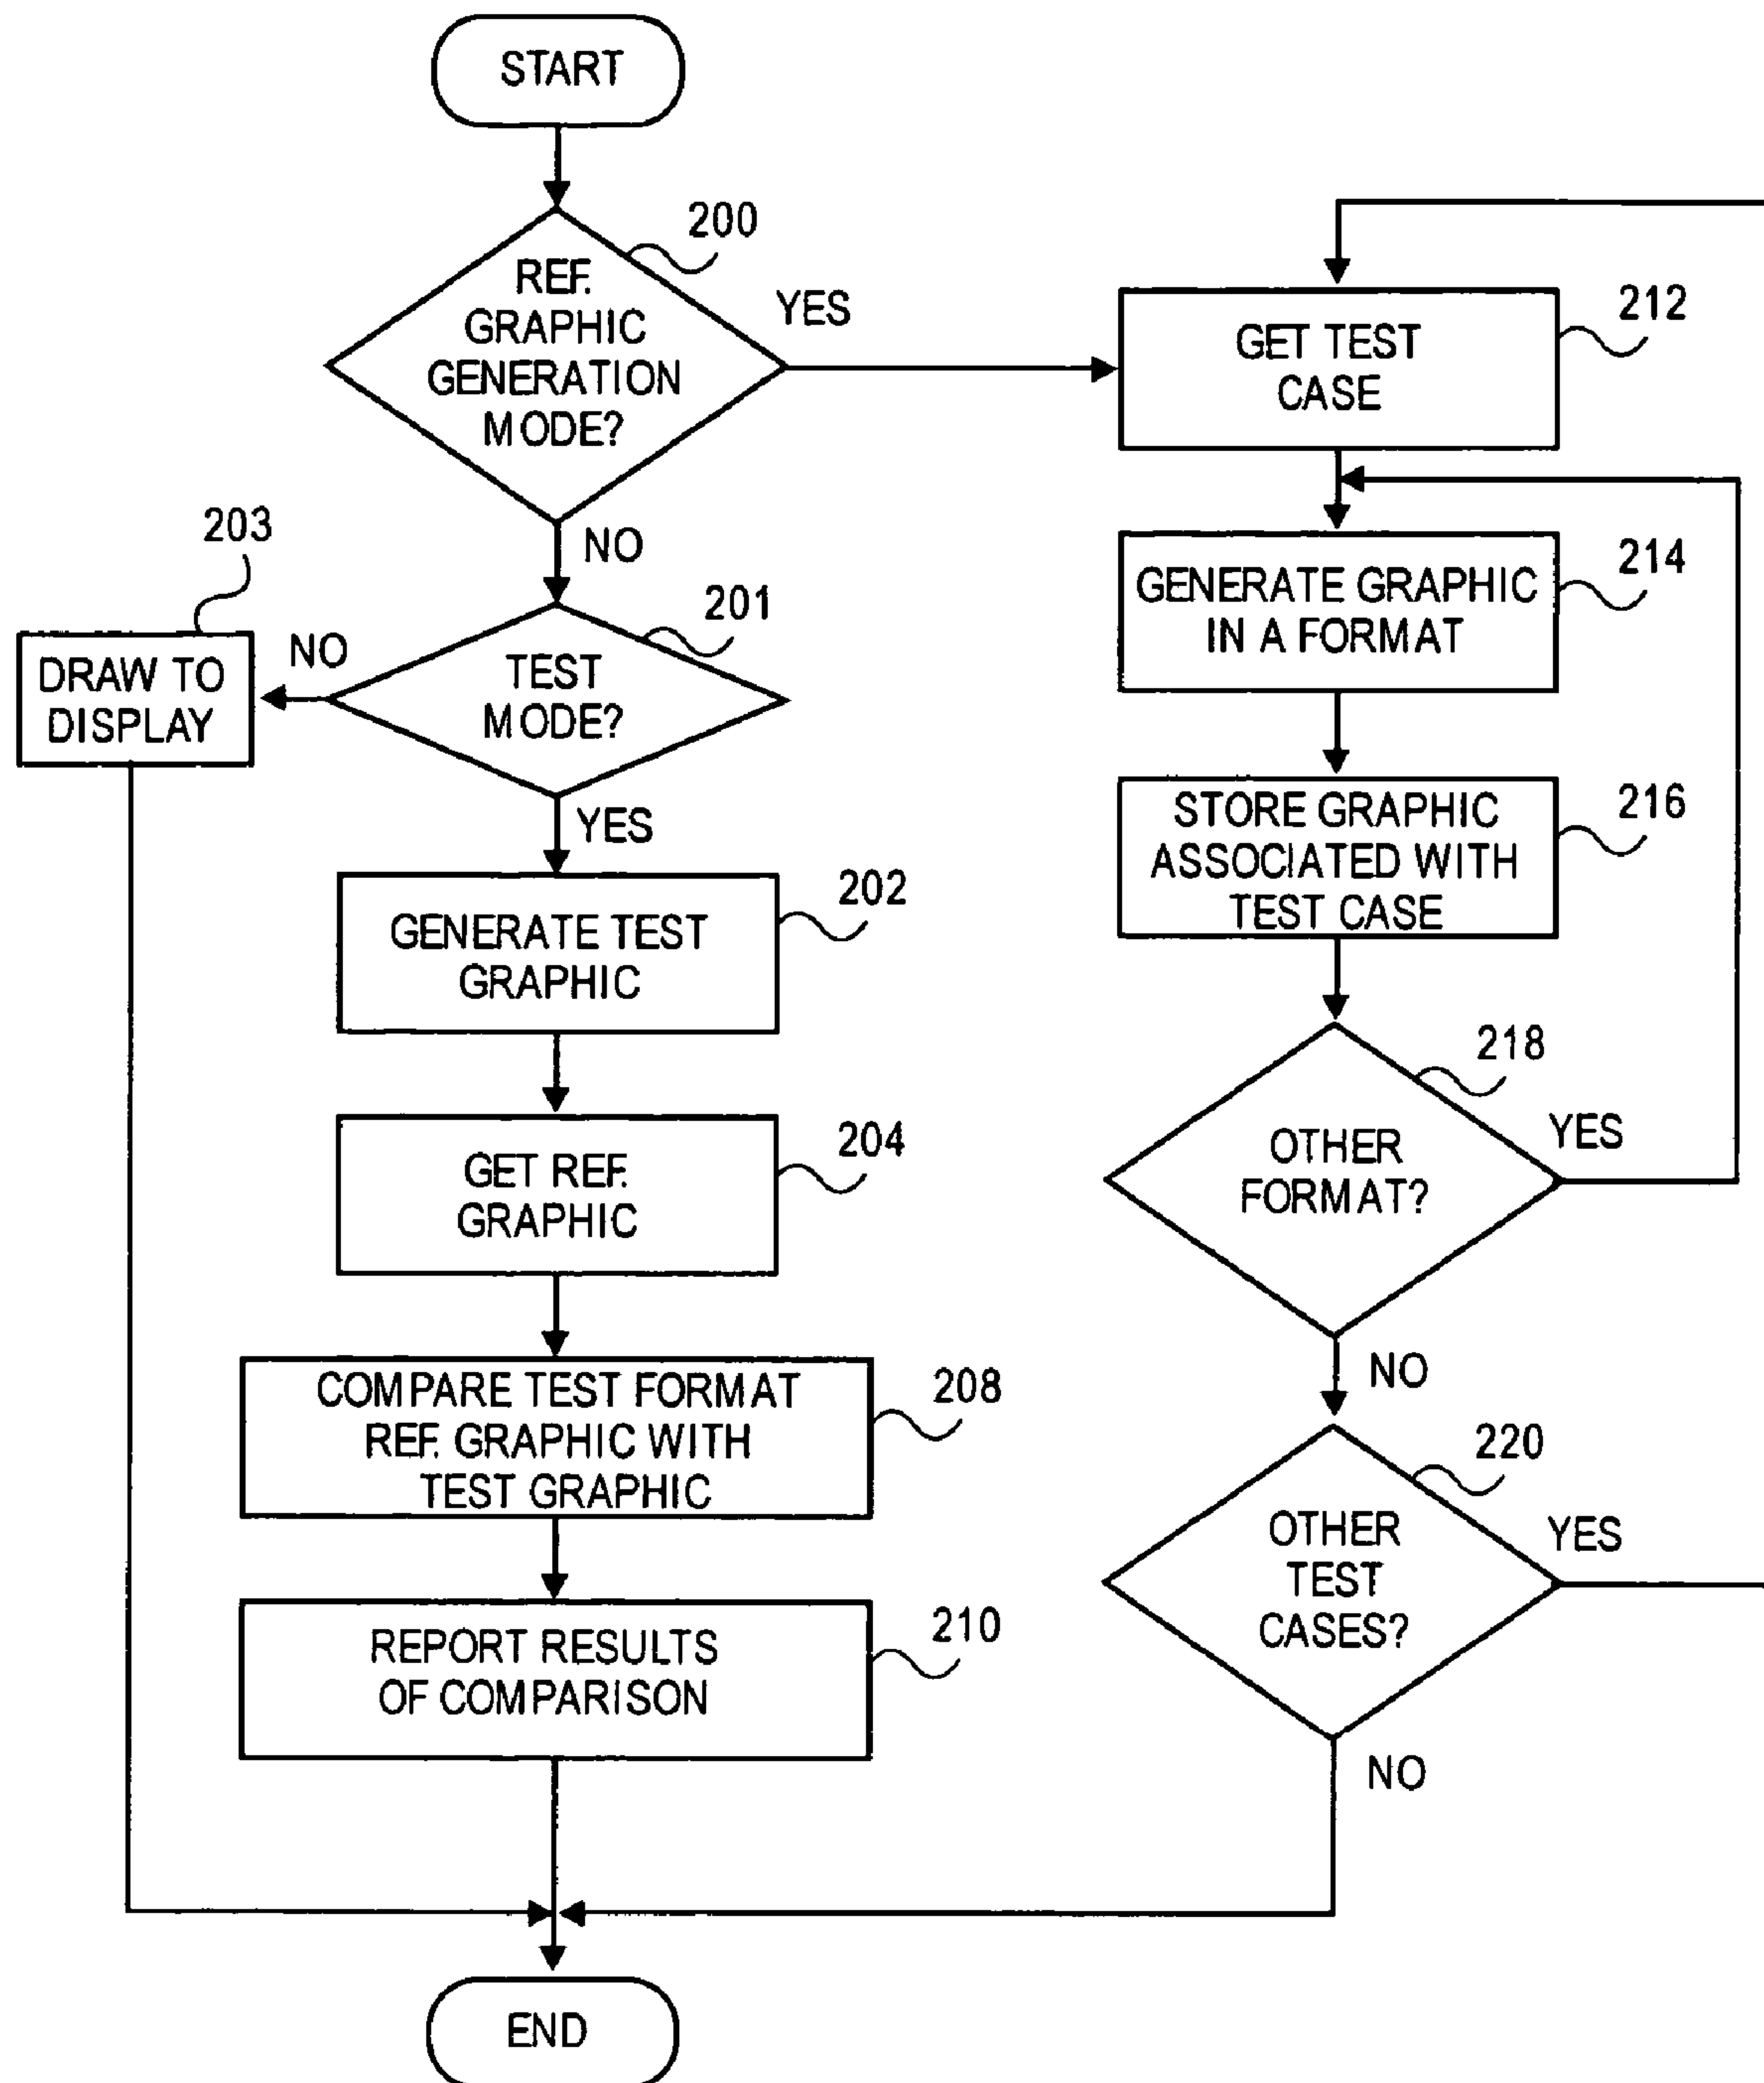 START
200
REF.
GRAPHIC
GENERATION
MODE?
YES
NO
201
TEST
MODE?
NO
203
DRAW TO
DISPLAY
YES
202
GENERATE TEST
GRAPHIC
204
GET REF.
GRAPHIC
208
COMPARE TEST FORMAT
REF. GRAPHIC WITH
TEST GRAPHIC
210
REPORT RESULTS
OF COMPARISON
212
GET TEST
CASE
214
GENERATE GRAPHIC
IN A FORMAT
216
STORE GRAPHIC
ASSOCIATED WITH
TEST CASE
218
OTHER
FORMAT?
YES
NO
220
OTHER
TEST
CASES?
YES
NO
END